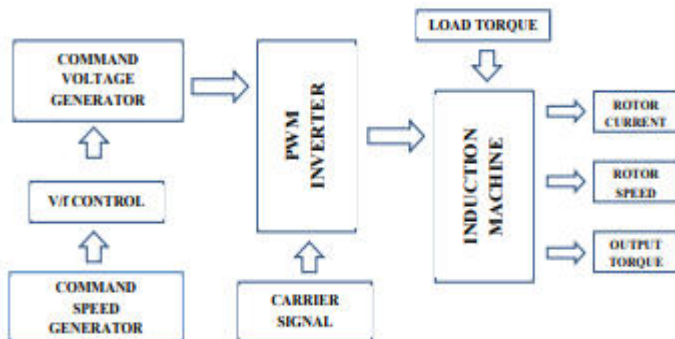 LOAD TORQUE
COMMAND
VOLTAGE
GENERATOR
PWM
INVERTER
INDUCTION
MACHINE
ROTOR
CURRENT
V/f CONTROL
ROTOR
SPEED
COMMAND
SPEED
GENERATOR
CARRIER
SIGNAL
OUTPUT
TORQUE